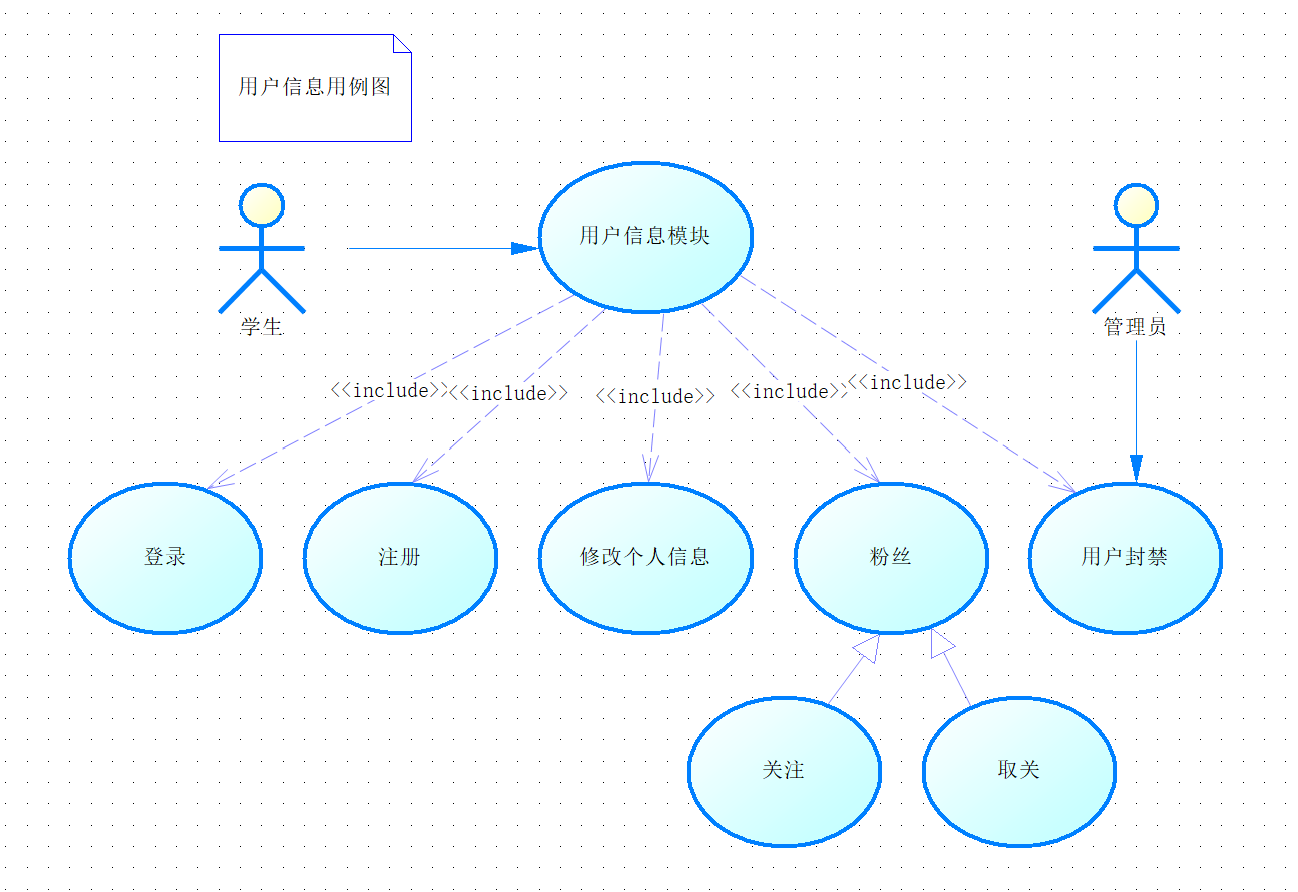 用户信息用例图
用户信息模块
学生
管理员
<<include>>
<<include>>
<<include>>
<<include>>
<<include>>
登录
注册
修改个人信息
粉丝
用户封禁
关注
取关